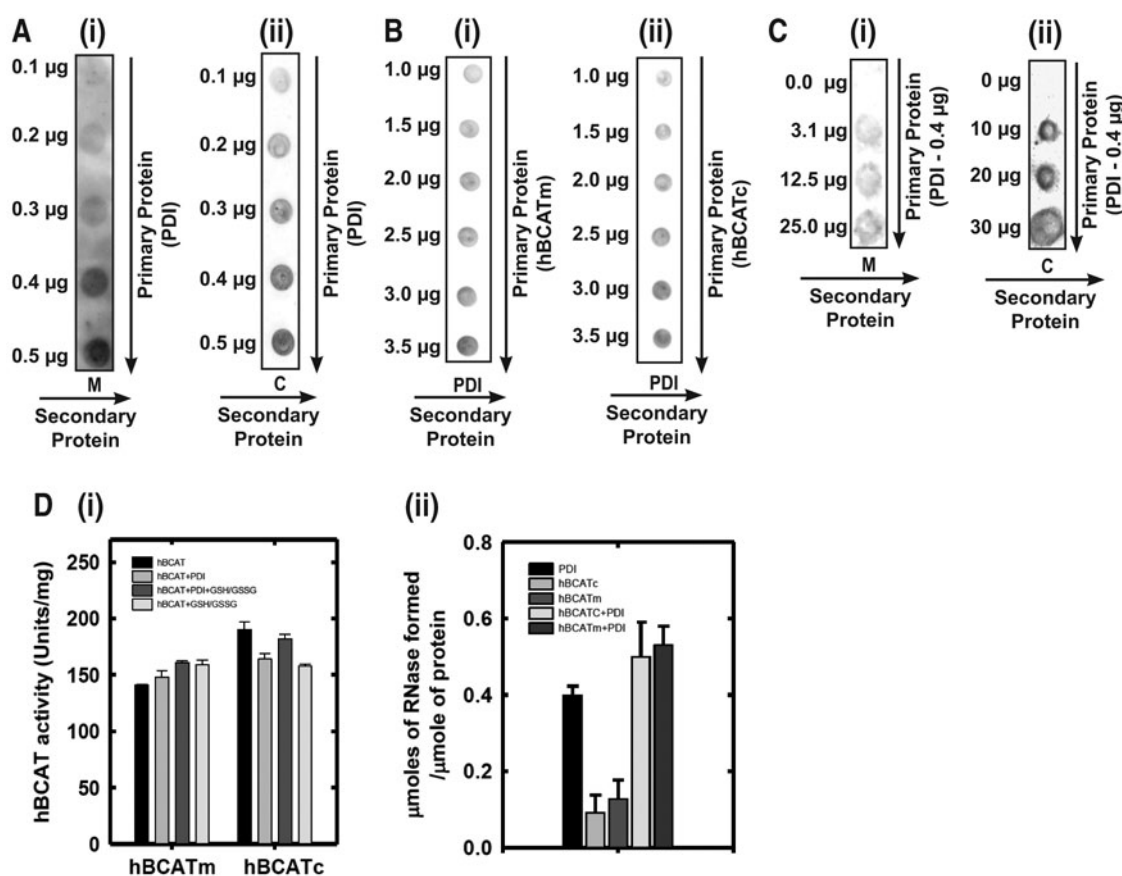 A (i)
0.1 µg
0.2 µg
0.3 µg
0.4 µg
0.5 µg
Primary Protein
(PDI)
M
Secondary
Protein
(ii)
0.1 µg
0.2 µg
0.3 µg
0.4 µg
0.5 µg
Primary Protein
(PDI)
C
Secondary
Protein
B (i)
1.0 µg
1.5 µg
2.0 µg
2.5 µg
3.0 µg
3.5 µg
Primary Protein
(hBCATm)
PDI
Secondary
Protein
(ii)
1.0 µg
1.5 µg
2.0 µg
2.5 µg
3.0 µg
3.5 µg
Primary Protein
(hBCATc)
PDI
Secondary
Protein
C (i)
0.0 µg
3.1 µg
12.5 µg
25.0 µg
Primary Protein
(PDI - 0.4 µg)
M
Secondary
Protein
(ii)
0 µg
10 µg
20 µg
30 µg
Primary Protein
(PDI - 0.4 µg)
C
Secondary
Protein
D (i)
hBCAT activity (Units/mg)
250
200
150
100
50
0
hBCAT
hBCAT+PDI
hBCAT+PDI+GSH/GSSG
hBCAT+GSH/GSSG
hBCATm hBCATc
(ii)
µmoles of RNase formed
/µmole of protein
0.8
0.6
0.4
0.2
0.0
PDI
hBCATc
hBCATm
hBCATC+PDI
hBCATm+PDI